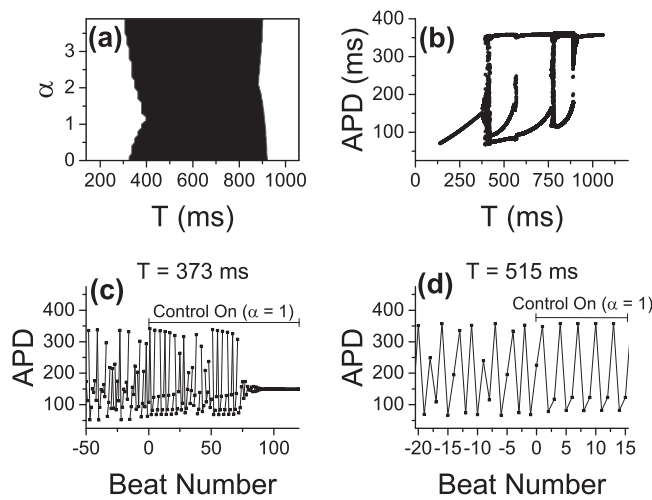 (a)
α
3
2
1
0
200 400 600 800 1000
T (ms)
(b)
APD (ms)
400
300
200
100
0 250 500 750 1000
T (ms)
T = 373 ms
(c)
Control On (α = 1)
APD
400
300
200
100
-50 0 50 100
Beat Number
T = 515 ms
(d)
Control On (α = 1)
APD
400
300
200
100
-20 -15 -10 -5 0 5 10 15
Beat Number